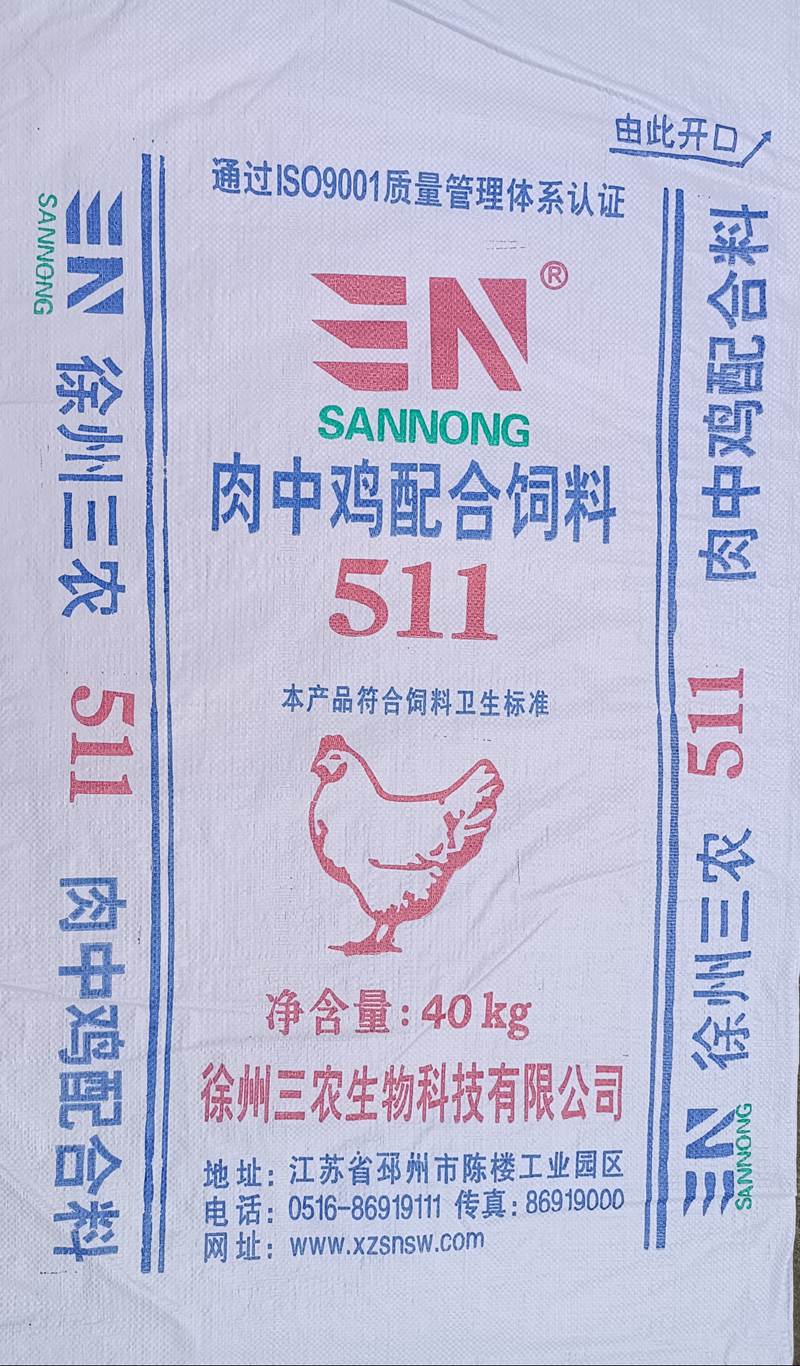 由此开口
通过ISO9001质量管理体系认证
®
SANNONG
肉中鸡配合饲料
511
本产品符合饲料卫生标准
净含量:40kg
徐州三农生物科技有限公司
地址:江苏省邳州市陈楼工业园区
电话:0516-86919111 传真:86919000
网址:www.xzsnsw.com
SANNONG
徐州三农 511 肉中鸡配合料
SANNONG
徐州三农 511 肉中鸡配合料